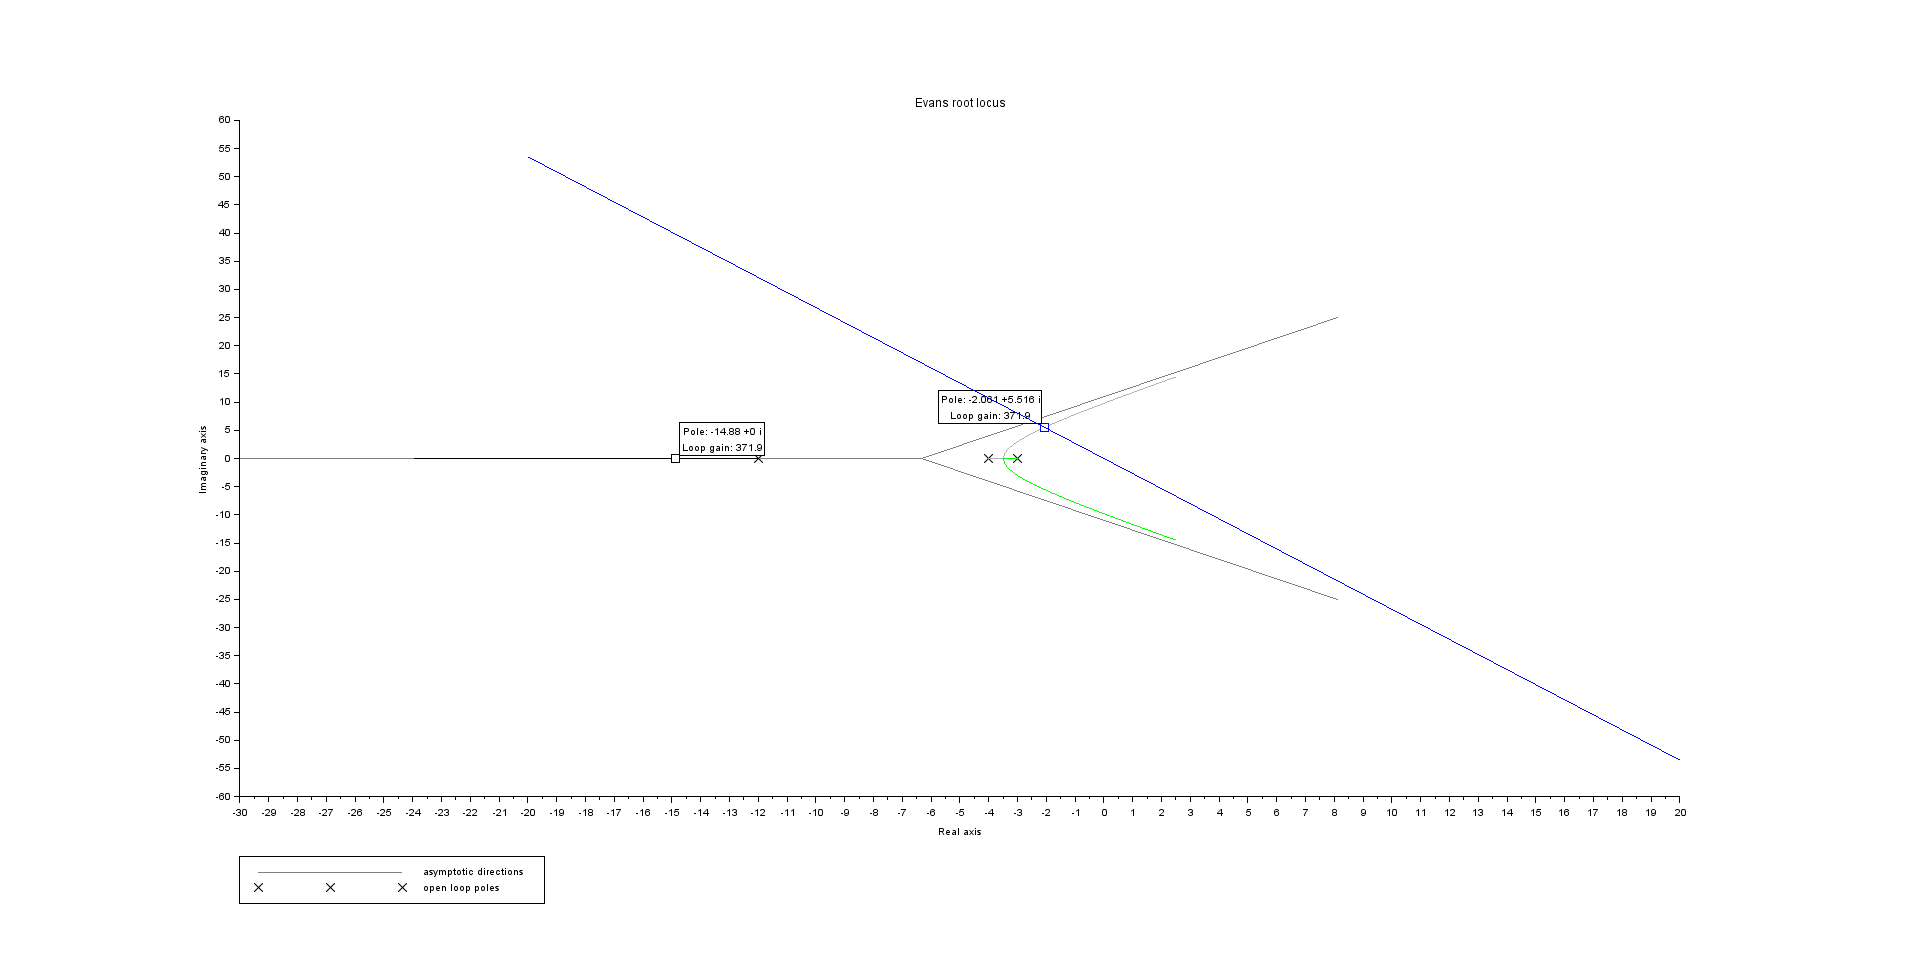 Evans root locus
60
55
50
45
40
35
30
25
20
15
10
5
0
-5
-10
-15
-20
-25
-30
-35
-40
-45
-50
-55
-60
Imaginary axis
Pole: -2.061 +5.516 i
Loop gain: 371.9
Pole: -14.88 +0 i
Loop gain: 371.9
-30 -29 -28 -27 -26 -25 -24 -23 -22 -21 -20 -19 -18 -17 -16 -15 -14 -13 -12 -11 -10 -9 -8 -7 -6 -5 -4 -3 -2 -1 0 1 2 3 4 5 6 7 8 9 10 11 12 13 14 15 16 17 18 19 20
Real axis
asymptotic directions
open loop poles